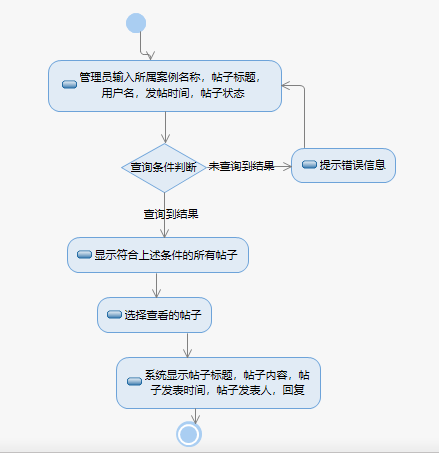 管理员输入所属案例名称，帖子标题，
用户名，发帖时间，帖子状态
查询条件判断
未查询到结果
提示错误信息
查询到结果
显示符合上述条件的所有帖子
选择查看的帖子
系统显示帖子标题，帖子内容，帖
子发表时间，帖子发表人，回复